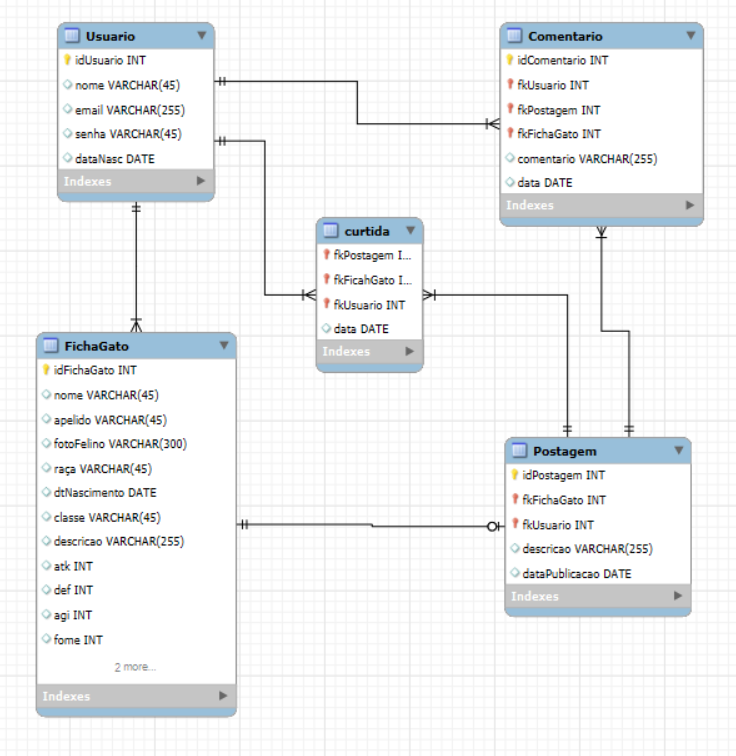 Usuario
idUsuario INT
nome VARCHAR(45)
email VARCHAR(255)
senha VARCHAR(45)
dataNasc DATE
Indexes
Comentario
idComentario INT
fkUsuario INT
fkPostagem INT
fkFichaGato INT
comentario VARCHAR(255)
data DATE
Indexes
curtida
fkPostagem I...
fkFicahGato I...
fkUsuario INT
data DATE
Indexes
FichaGato
idFichaGato INT
nome VARCHAR(45)
apelido VARCHAR(45)
fotoFelino VARCHAR(300)
raça VARCHAR(45)
dtNascimento DATE
classe VARCHAR(45)
descricao VARCHAR(255)
atk INT
def INT
agi INT
fome INT
2 more...
Indexes
Postagem
idPostagem INT
fkFichaGato INT
fkUsuario INT
descricao VARCHAR(255)
dataPublicacao DATE
Indexes